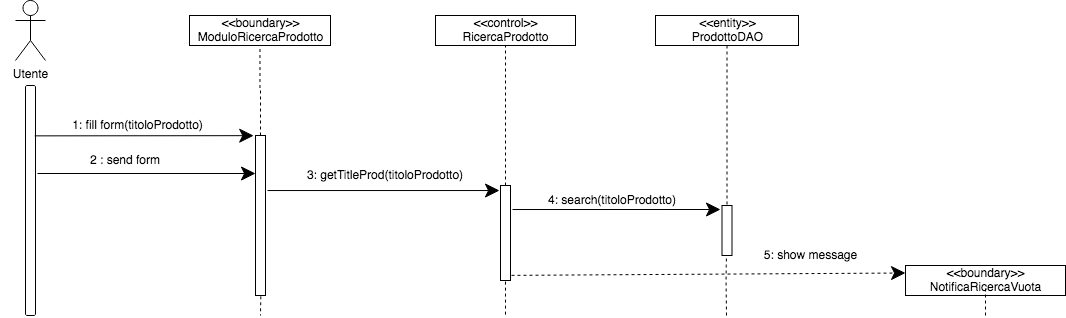 <<boundary>>
ModuloRicercaProdotto
<<control>>
RicercaProdotto
<<entity>>
ProdottoDAO
Utente
1: fill form(titoloProdotto)
2 : send form
3: getTitleProd(titoloProdotto)
4: search(titoloProdotto)
5: show message
<<boundary>>
NotificaRicercaVuota